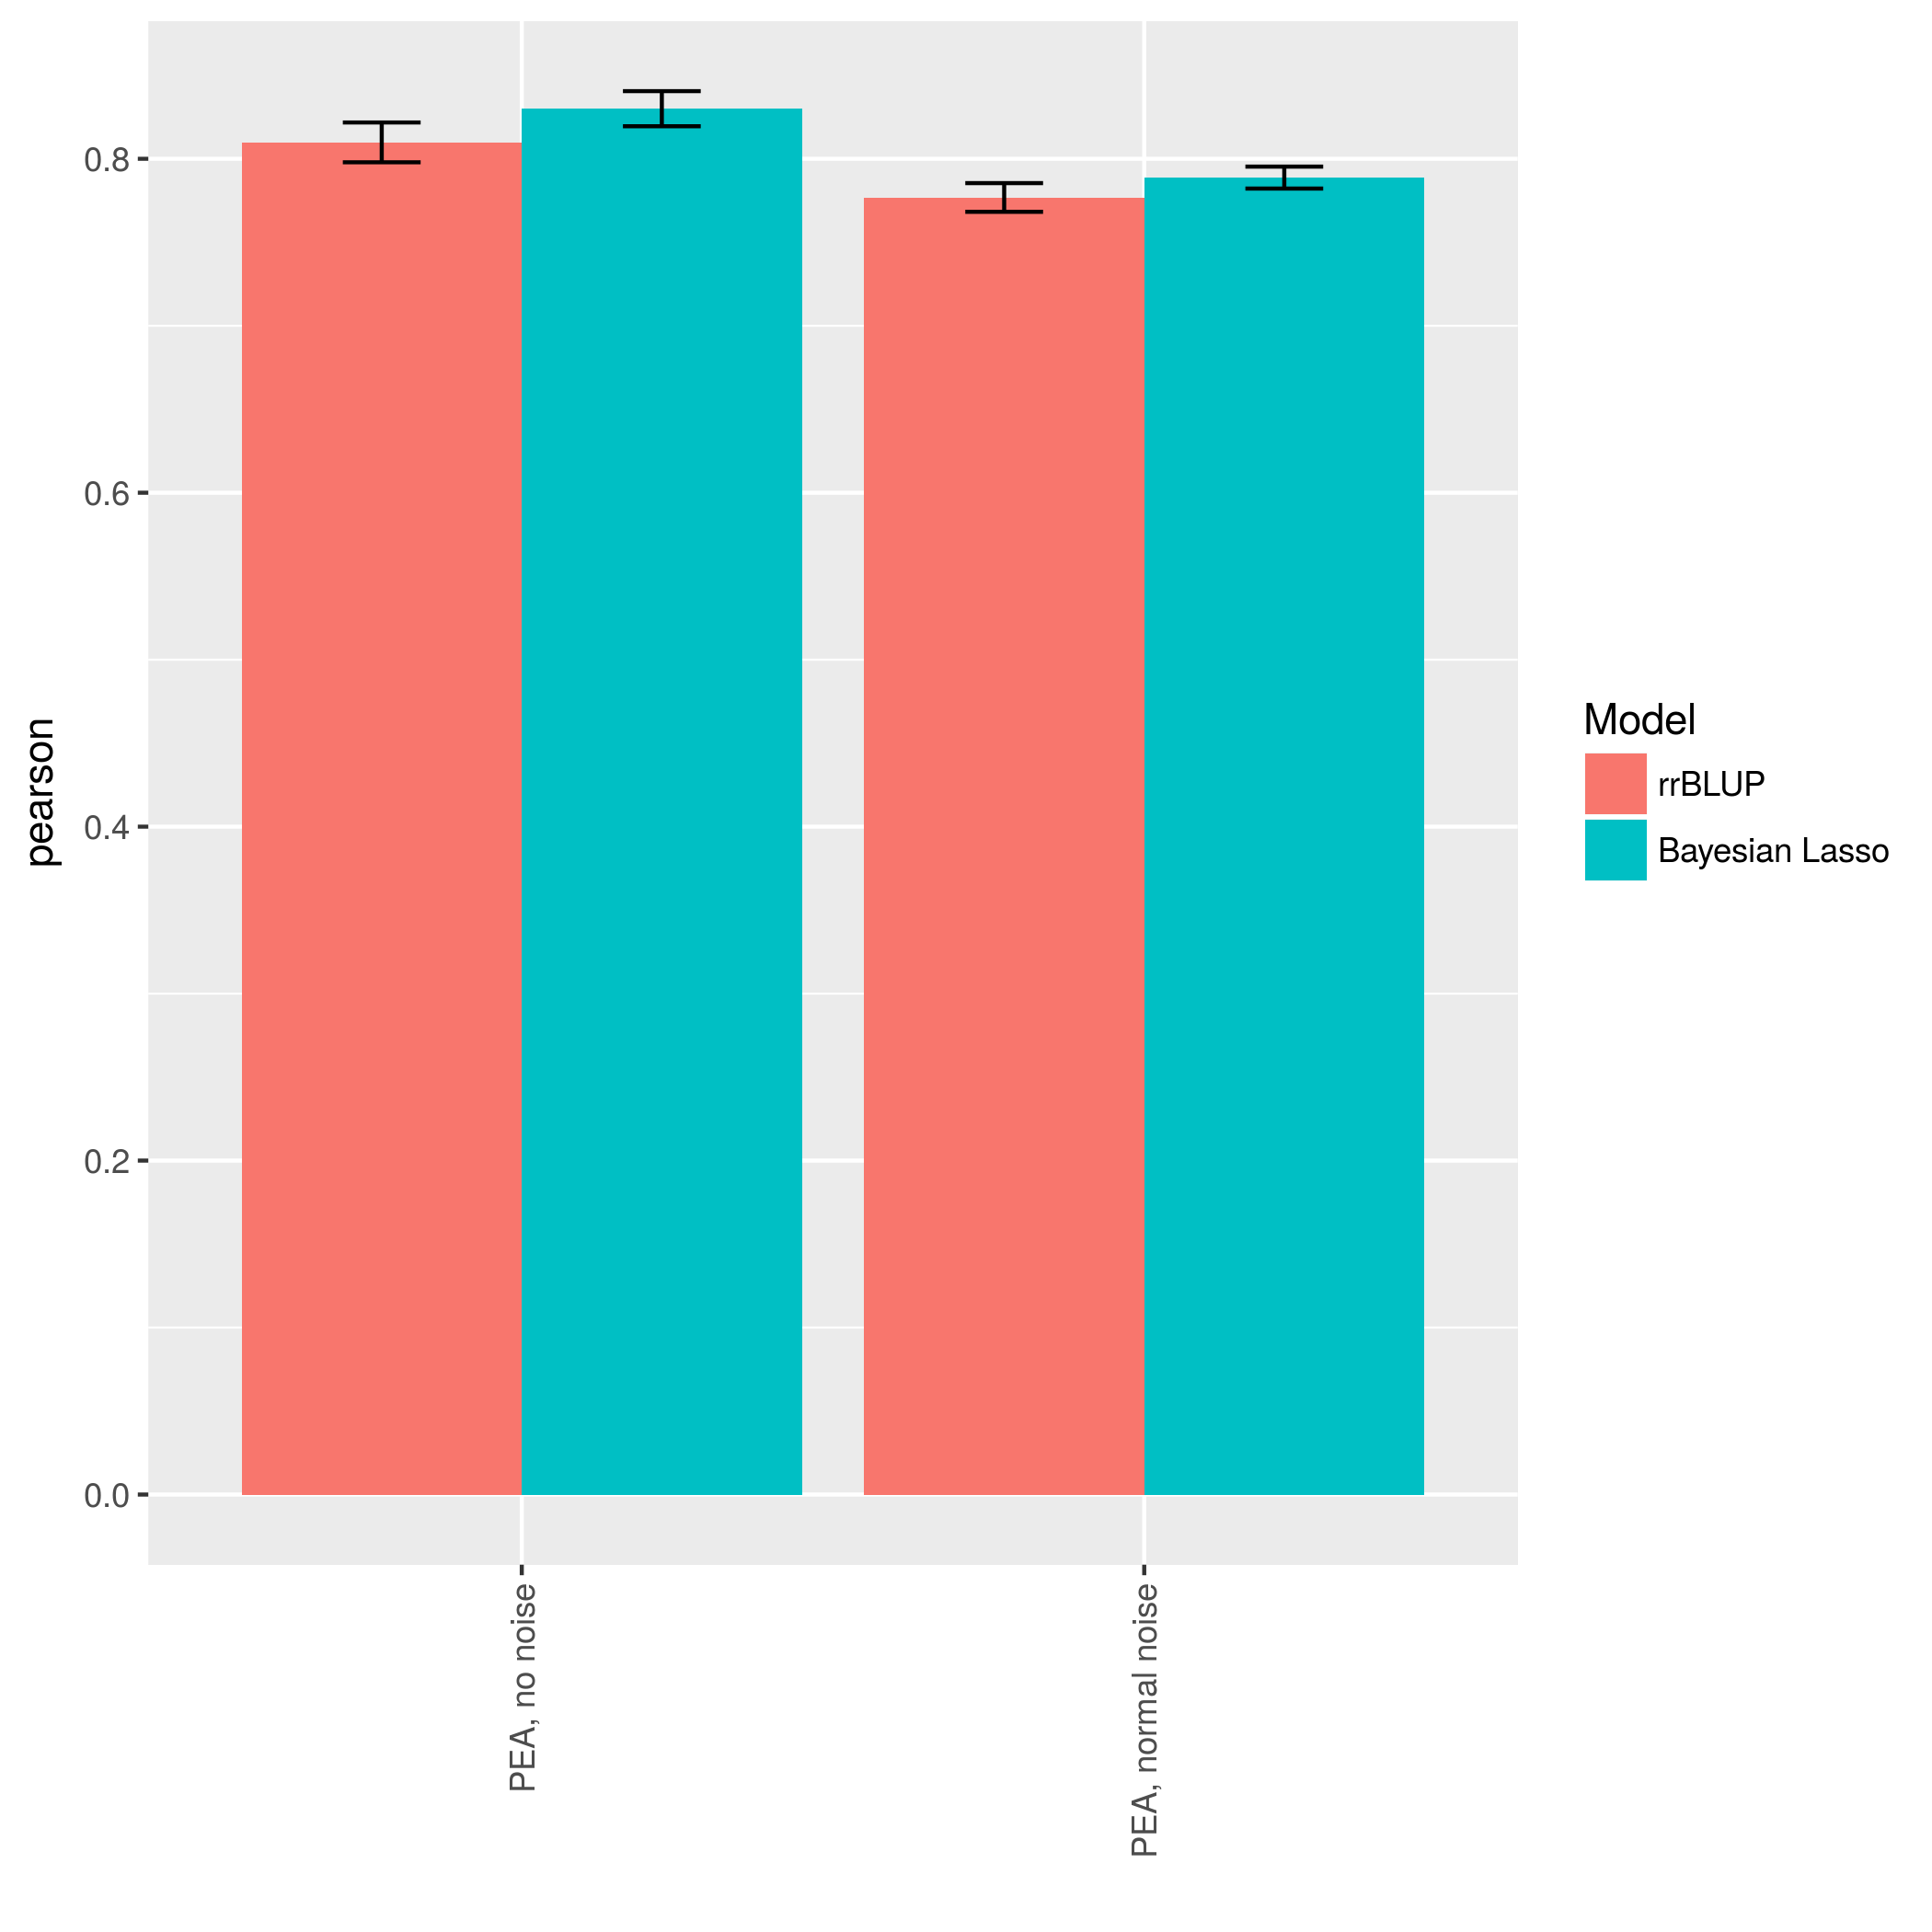 pearson
0.8
0.6
0.4
0.2
0.0
PEA, no noise
PEA, normal noise
Model
rrBLUP
Bayesian Lasso